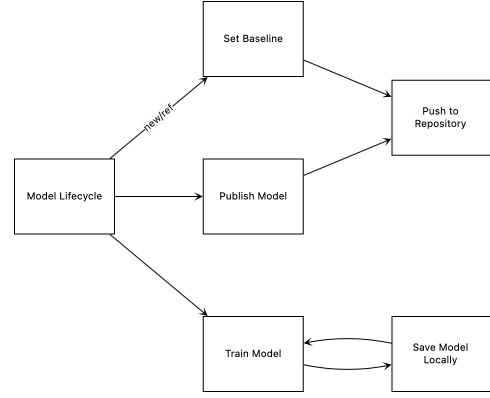 Set Baseline
Push to
Repository
new/ref
Model Lifecycle
Publish Model
Train Model
Save Model
Locally